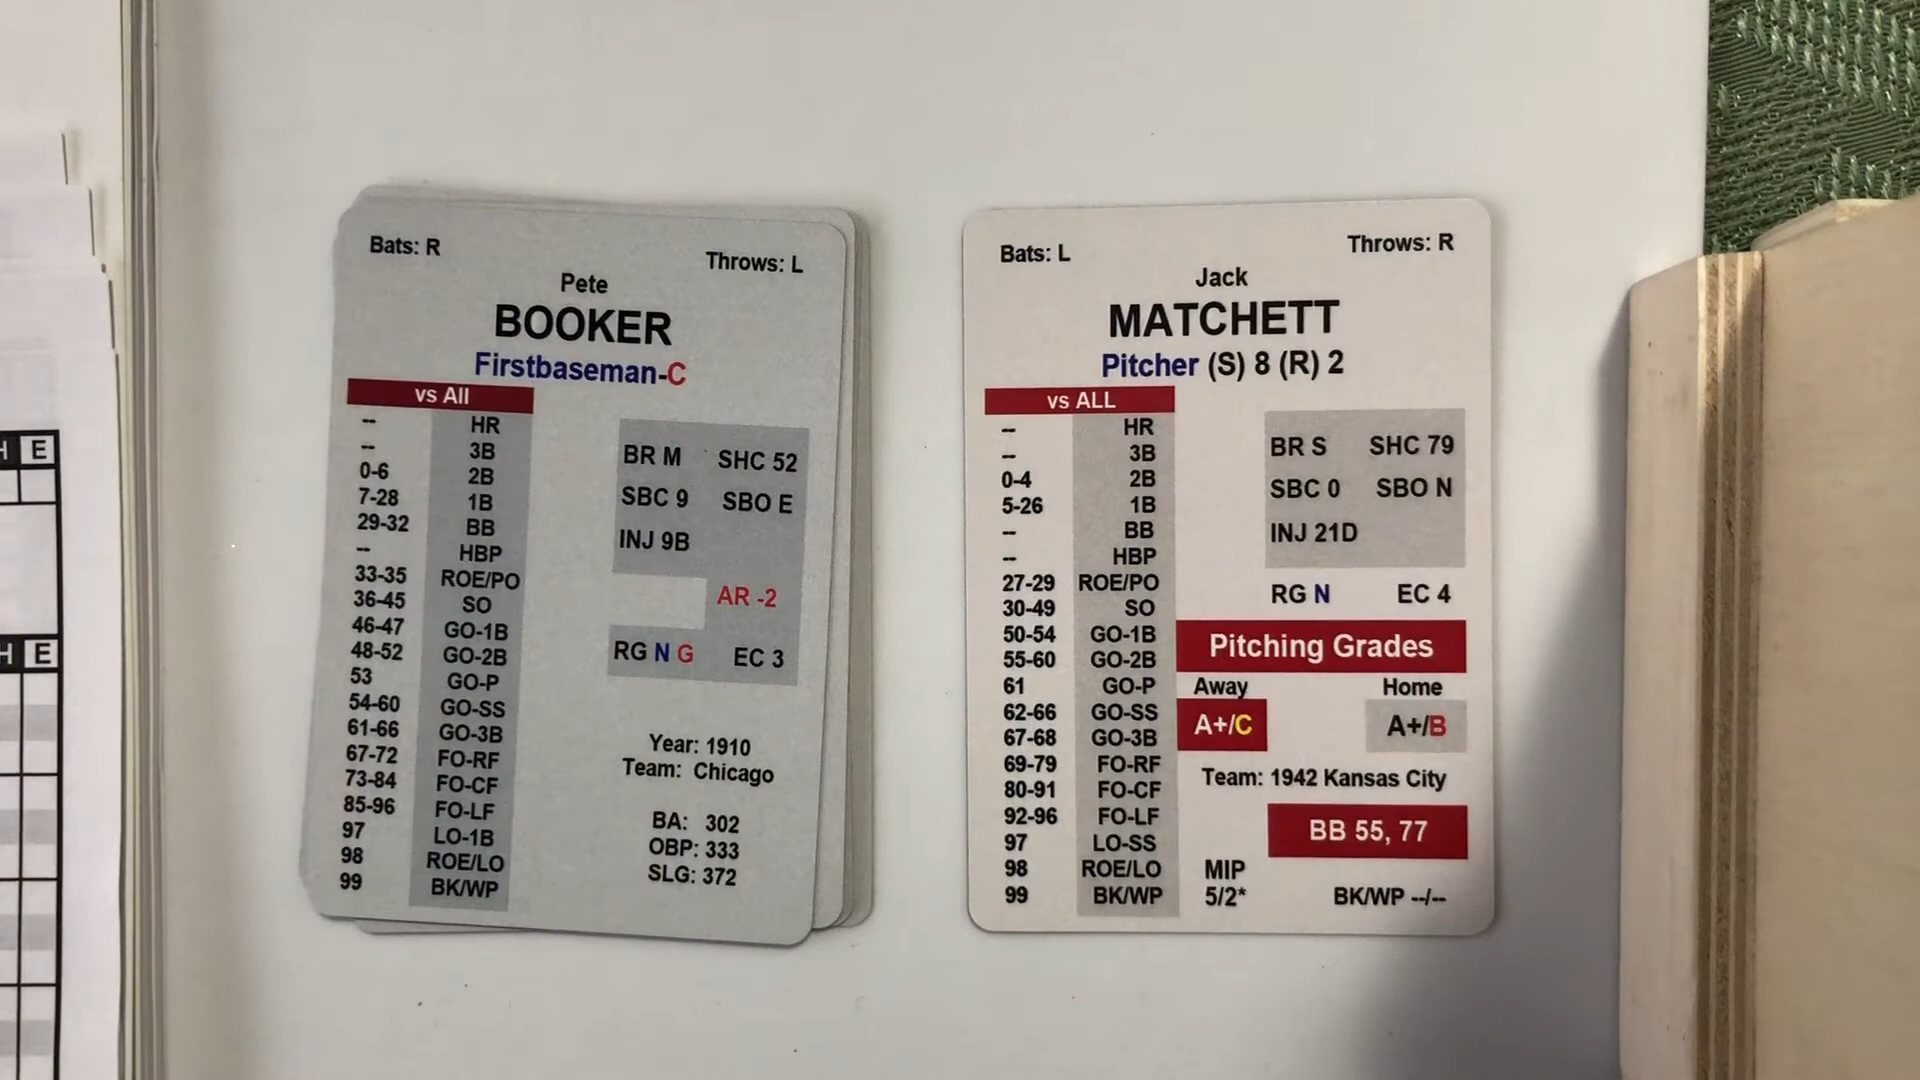 H E
H E
Bats: R
Throws: L
Pete
BOOKER
Firstbaseman-C
vs All
-- HR
-- 3B
0-6 2B
7-28 1B
29-32 BB
-- HBP
33-35 ROE/PO
36-45 SO
46-47 GO-1B
48-52 GO-2B
53 GO-P
54-60 GO-SS
61-66 GO-3B
67-72 FO-RF
73-84 FO-CF
85-96 FO-LF
97 LO-1B
98 ROE/LO
99 BK/WP
BR M SHC 52
SBC 9 SBO E
INJ 9B
AR -2
RG N G EC 3
Year: 1910
Team: Chicago
BA: 302
OBP: 333
SLG: 372
Bats: L
Throws: R
Jack
MATCHETT
Pitcher (S) 8 (R) 2
vs ALL
-- HR
-- 3B
0-4 2B
5-26 1B
-- BB
-- HBP
27-29 ROE/PO
30-49 SO
50-54 GO-1B
55-60 GO-2B
61 GO-P
62-66 GO-SS
67-68 GO-3B
69-79 FO-RF
80-91 FO-CF
92-96 FO-LF
97 LO-SS
98 ROE/LO
99 BK/WP
BR S SHC 79
SBC 0 SBO N
INJ 21D
RG N EC 4
Pitching Grades
Away Home
A+/C A+/B
Team: 1942 Kansas City
BB 55, 77
MIP
5/2*
BK/WP --/--